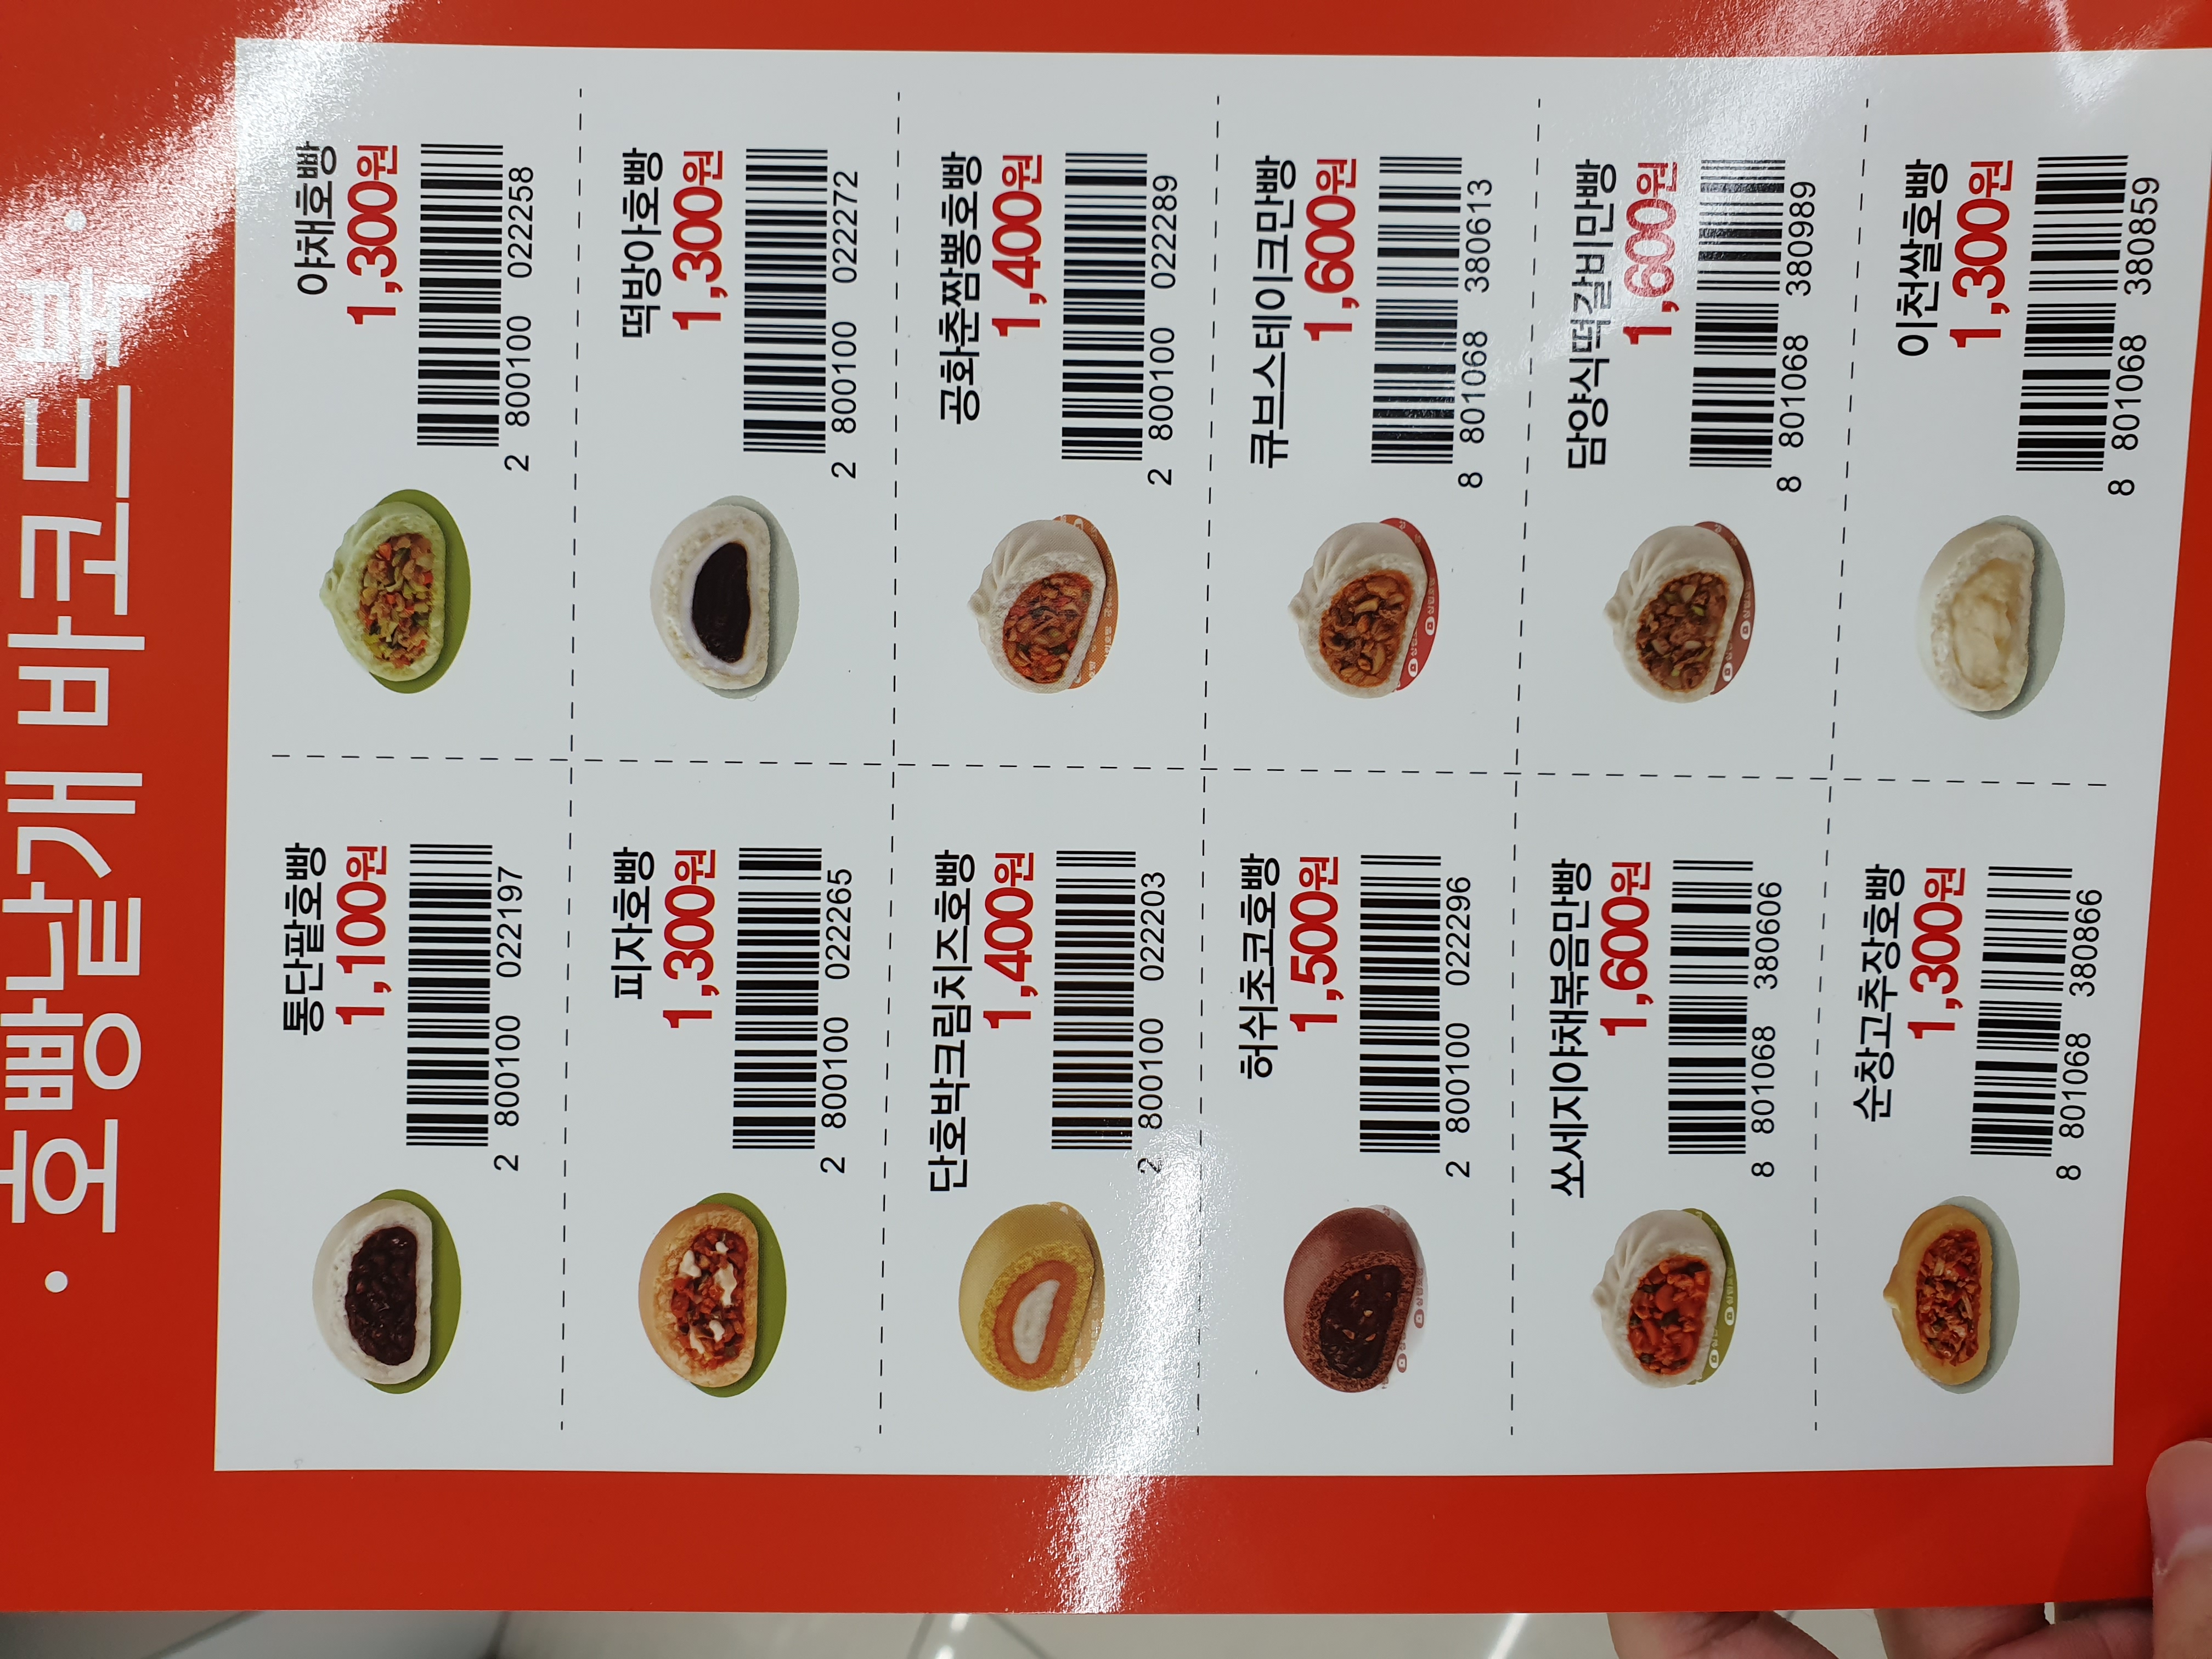 · 호빵낱개 바코드 맵 ·
통단팥호빵
1,100원
2 800100 022197
야채호빵
1,300원
2 800100 022258
피자호빵
1,300원
2 800100 022265
떡방아호빵
1,300원
2 800100 022272
단호박크림치즈호빵
1,400원
2 800100 022203
공화춘짬뽕호빵
1,400원
2 800100 022289
허쉬초코호빵
1,500원
2 800100 022296
큐브스테이크만빵
1,600원
8 801068 380613
쏘세지야채볶음만빵
1,600원
8 801068 380606
담양식떡갈비만빵
1,600원
8 801068 380989
순창고추장호빵
1,300원
8 801068 380866
이천쌀호빵
1,300원
8 801068 380859